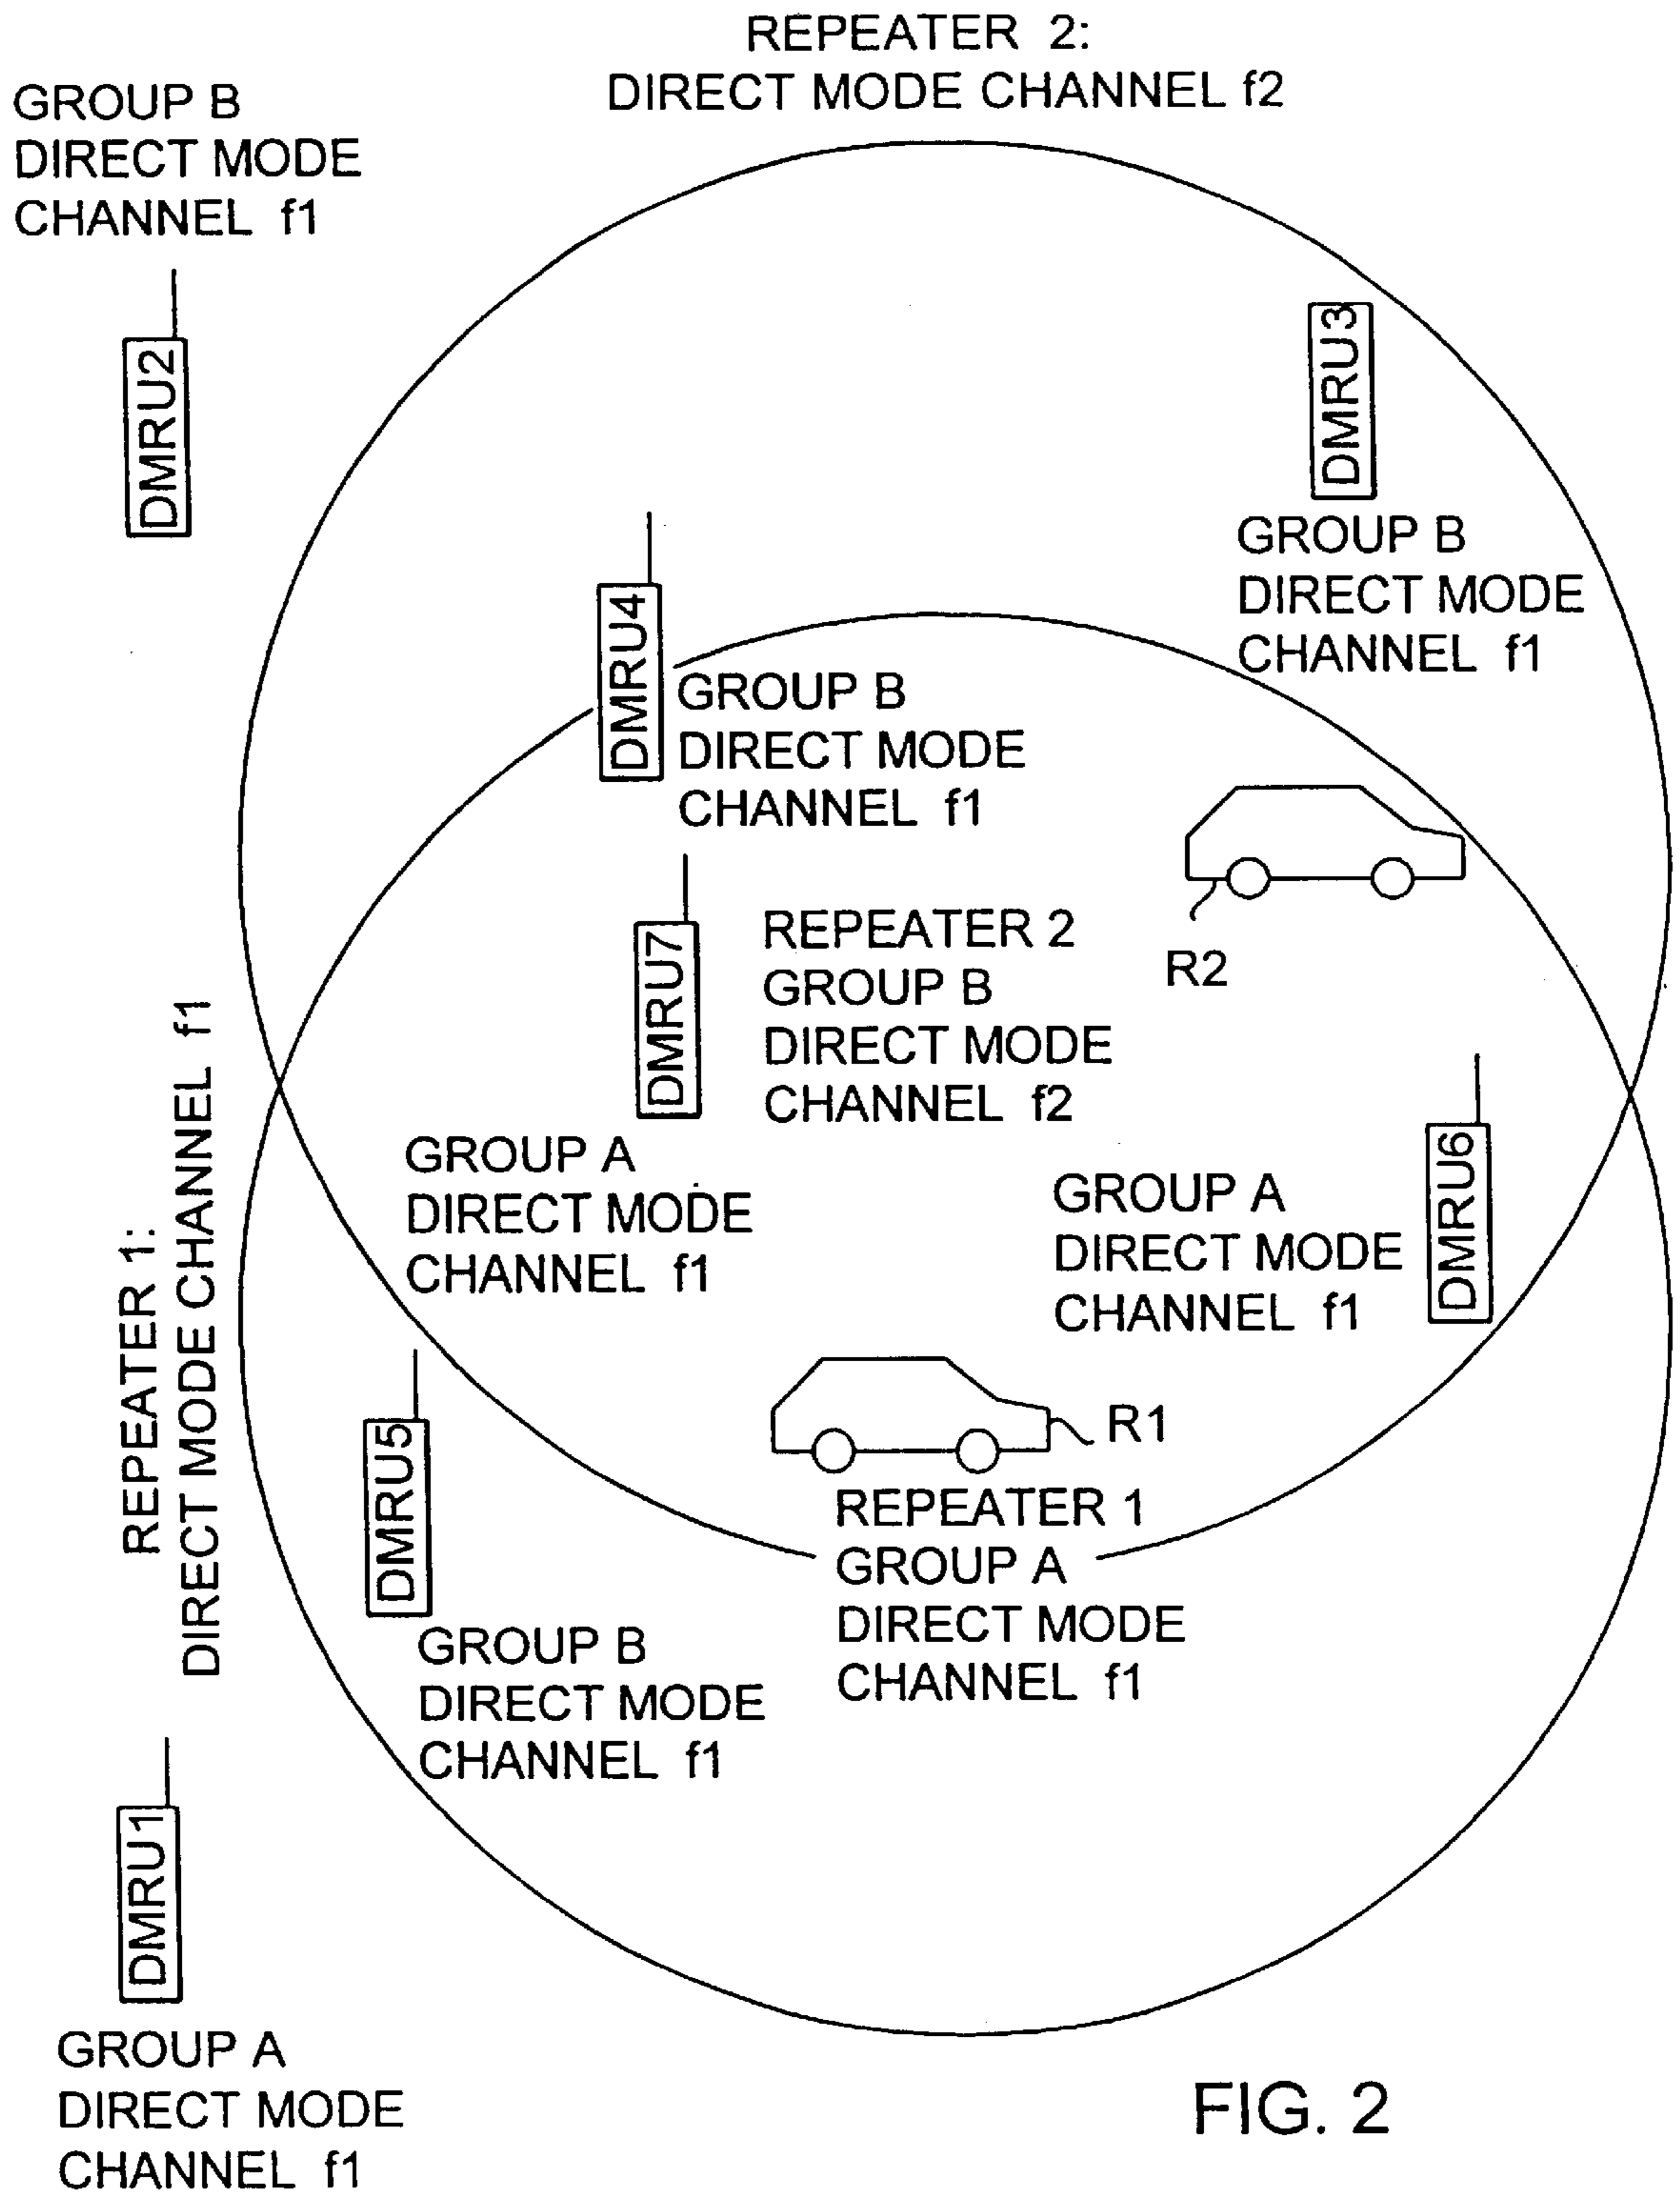 REPEATER 2:
DIRECT MODE CHANNEL f2
GROUP B
DIRECT MODE
CHANNEL f1
DMRU2
DMRU3
GROUP B
DIRECT MODE
CHANNEL f1
DMRU4
GROUP B
DIRECT MODE
CHANNEL f1
R2
DMRU7
REPEATER 2
GROUP B
DIRECT MODE
CHANNEL f2
GROUP A
DIRECT MODE
CHANNEL f1
DMRU6
GROUP A
DIRECT MODE
CHANNEL f1
REPEATER 1:
DIRECT MODE CHANNEL f1
R1
REPEATER 1
GROUP A
DIRECT MODE
CHANNEL f1
DMRU5
GROUP B
DIRECT MODE
CHANNEL f1
DMRU1
GROUP A
DIRECT MODE
CHANNEL f1
FIG. 2